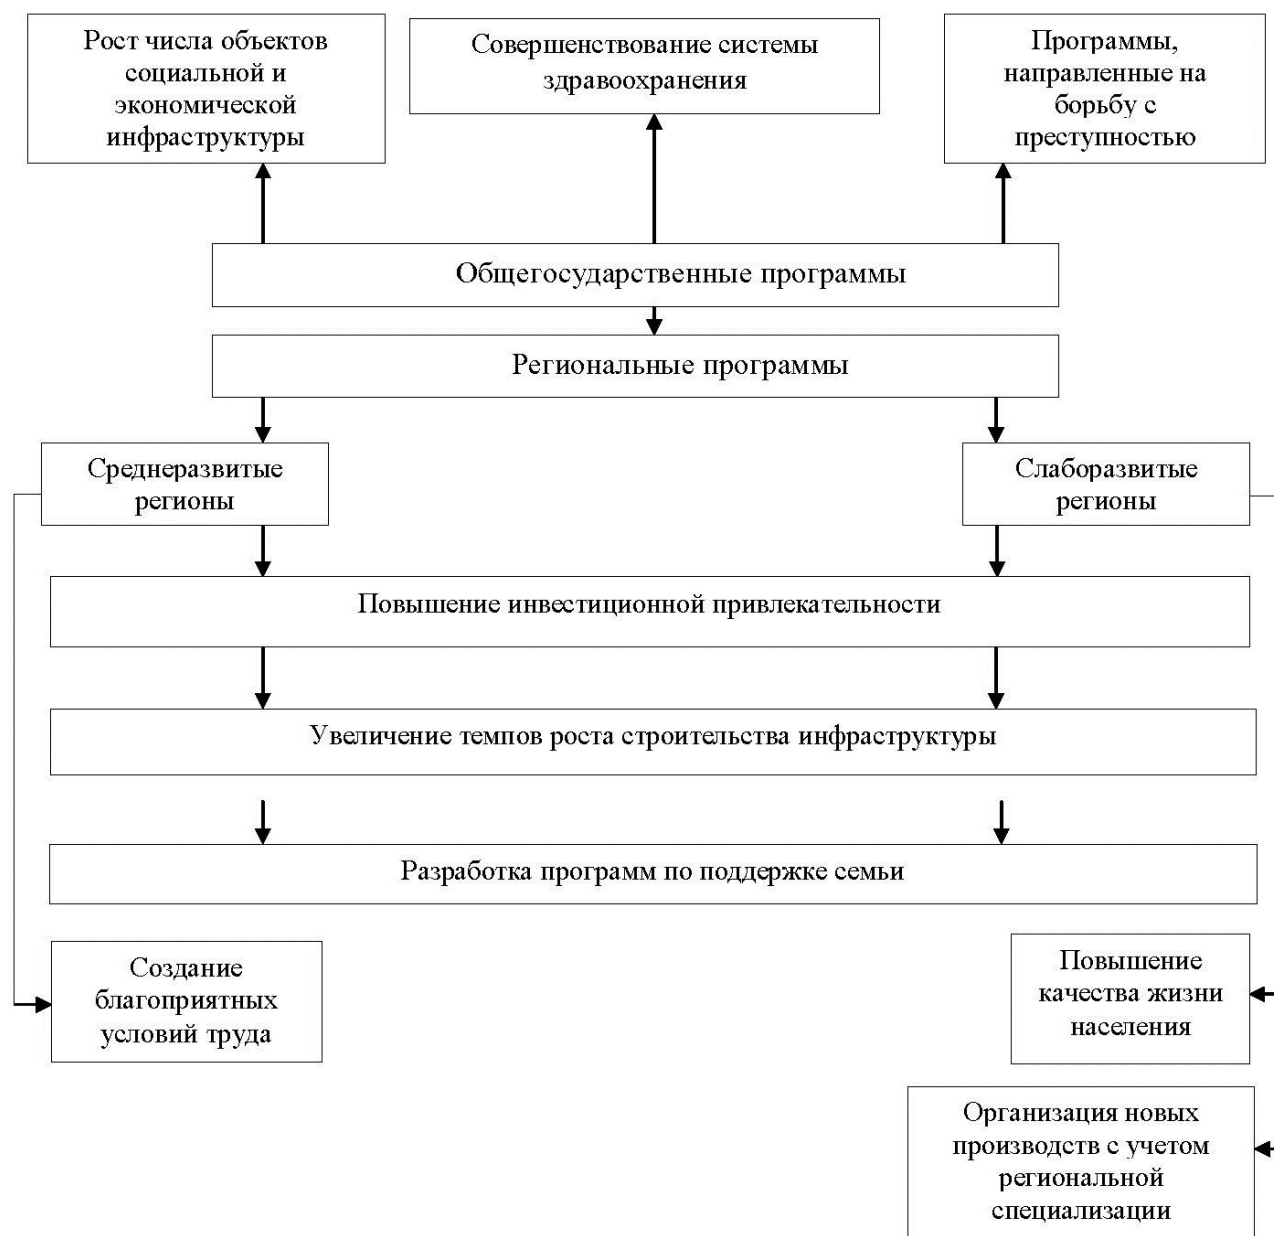 Рост числа объектов
социальной и
экономической
инфраструктуры
Совершенствование системы
здравоохранения
Программы,
направленные на
борьбу с
преступностью
Общегосударственные программы
Региональные программы
Среднеразвитые
регионы
Слаборазвитые
регионы
Повышение инвестиционной привлекательности
Увеличение темпов роста строительства инфраструктуры
Разработка программ по поддержке семьи
Создание
благоприятных
условий труда
Повышение
качества жизни
населения
Организация новых
производств с учетом
региональной
специализации